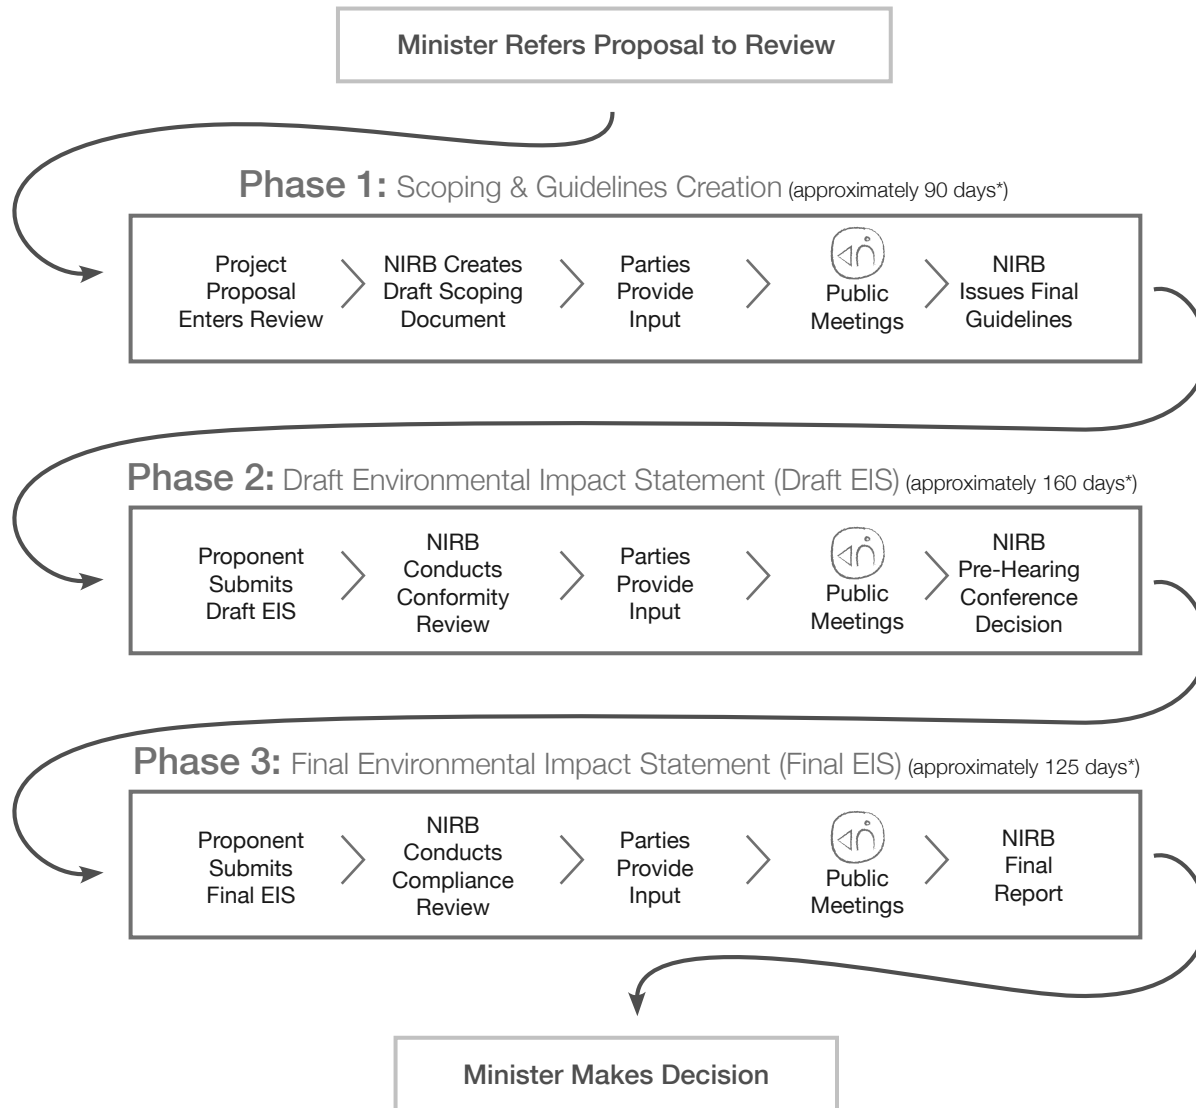 Minister Refers Proposal to Review
Phase 1: Scoping & Guidelines Creation (approximately 90 days*)
Project
Proposal
Enters Review
NIRB Creates
Draft Scoping
Document
Parties
Provide
Input
Public
Meetings
NIRB
Issues Final
Guidelines
Phase 2: Draft Environmental Impact Statement (Draft EIS) (approximately 160 days*)
Proponent
Submits
Draft EIS
NIRB
Conducts
Conformity
Review
Parties
Provide
Input
Public
Meetings
NIRB
Pre-Hearing
Conference
Decision
Phase 3: Final Environmental Impact Statement (Final EIS) (approximately 125 days*)
Proponent
Submits
Final EIS
NIRB
Conducts
Compliance
Review
Parties
Provide
Input
Public
Meetings
NIRB
Final
Report
Minister Makes Decision